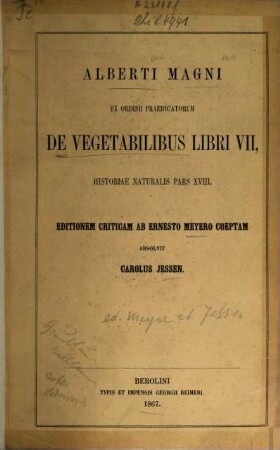 ALBERTI MAGNI
EX ORDINE PRAEDICATORUM
DE VEGETABILIBUS LIBRI VII,
HISTORIAE NATURALIS PARS XVIII.
EDITIONEM CRITICAM AB ERNESTO MEYERO COEPTAM
ABSOLVIT
CAROLUS JESSEN.
ed. Meyer et Jessen
BEROLINI
TYPIS ET IMPENSIS GEORGII REIMERI.
1867.